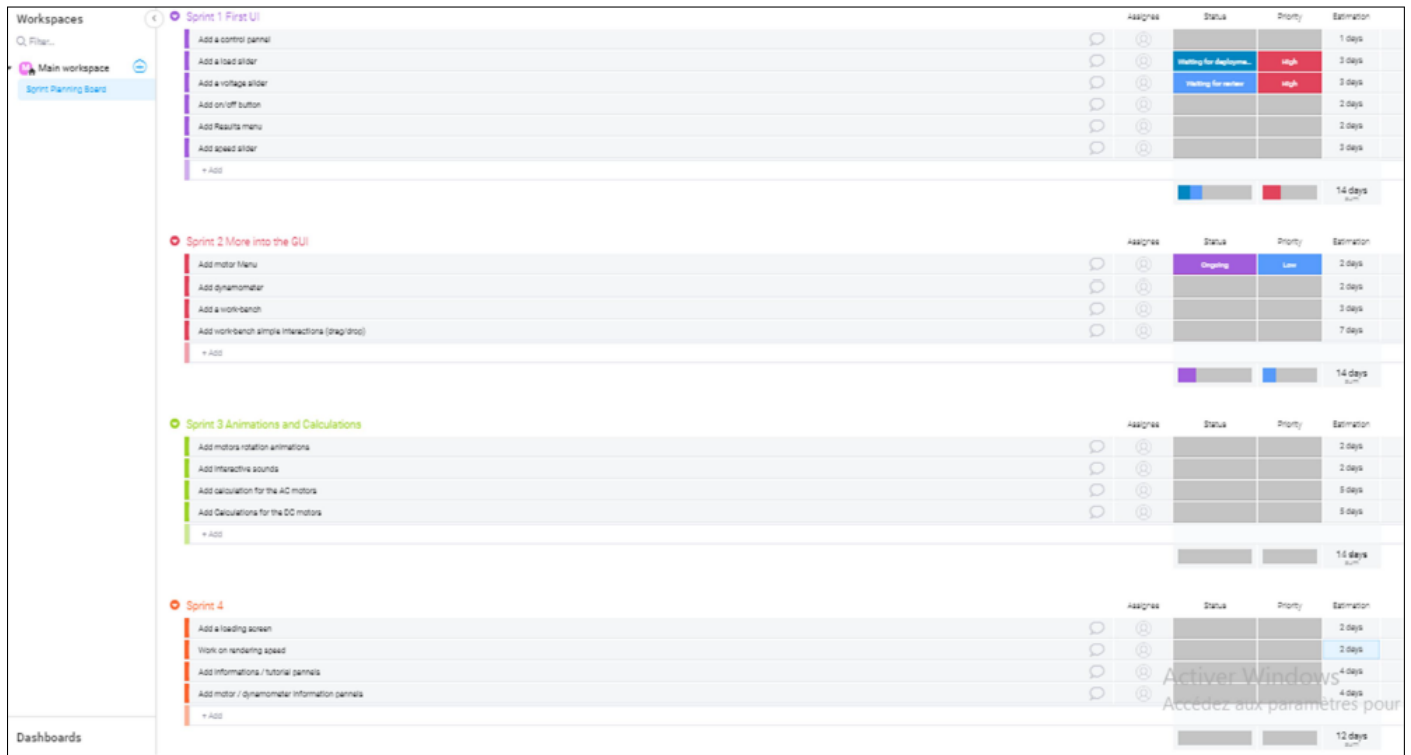 Workspaces
Filter...
M Main workspace
Sprint Planning Board
Dashboards
Sprint 1 First UI Assignee Status Priority Estimation
Add a control pannel 1 days
Add a load slider Waiting for deployme... High 3 days
Add a voltage slider Waiting for review High 3 days
Add on/off button 2 days
Add Results menu 2 days
Add speed slider 3 days
+ Add
14 days
sum
Sprint 2 More into the GUI Assignee Status Priority Estimation
Add motor Menu Ongoing Low 2 days
Add dynamometer 2 days
Add a work-bench 3 days
Add work-bench simple interactions (drag/drop) 7 days
+ Add
14 days
sum
Sprint 3 Animations and Calculations Assignee Status Priority Estimation
Add motors rotation animations 2 days
Add interactive sounds 2 days
Add calculation for the AC motors 5 days
Add Calculations for the DC motors 5 days
+ Add
14 days
sum
Sprint 4 Assignee Status Priority Estimation
Add a loading screen 2 days
Work on rendering speed 2 days
Add informations / tutorial pannels 4 days
Add motor / dynamometer information pannels 4 days
+ Add
12 days
sum
Activer Windows
Accédez aux paramètres pour